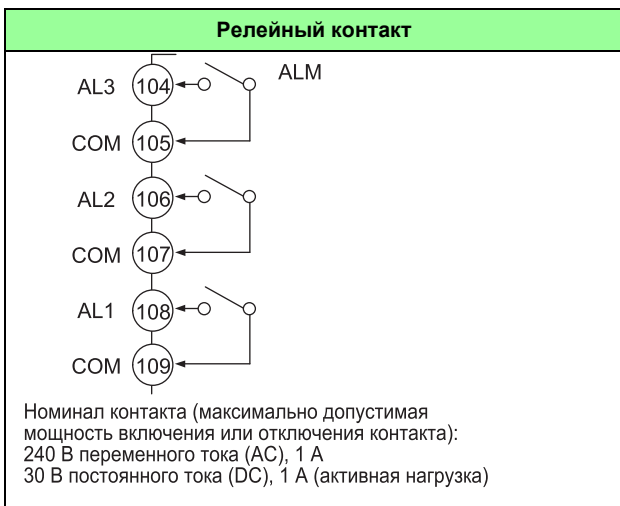 Релейный контакт
AL3 104 ALM
COM 105
AL2 106
COM 107
AL1 108
COM 109
Номинал контакта (максимально допустимая
мощность включения или отключения контакта):
240 В переменного тока (AC), 1 А
30 В постоянного тока (DC), 1 А (активная нагрузка)